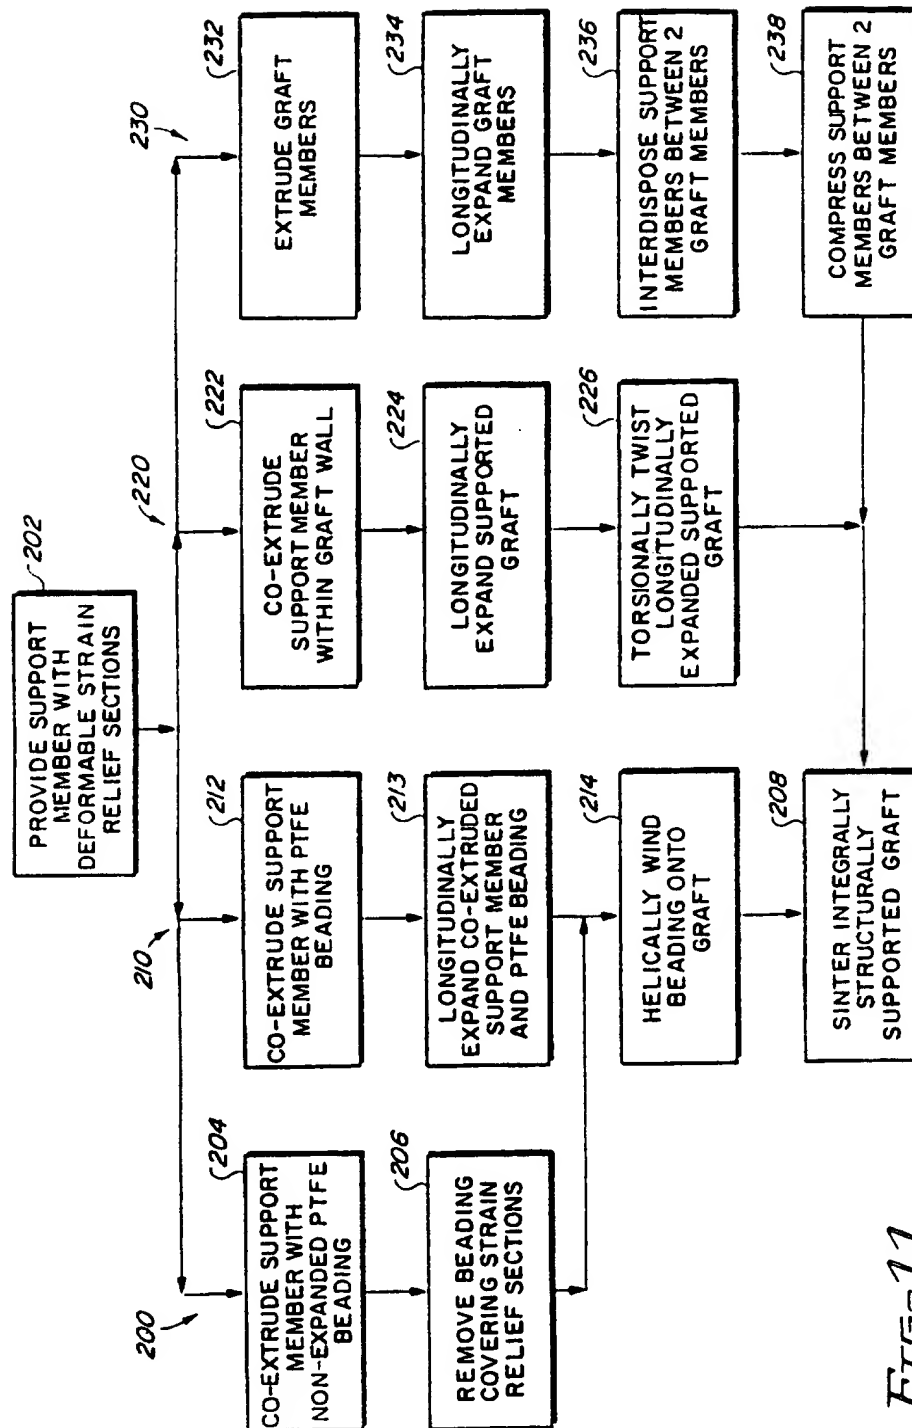 202
PROVIDE SUPPORT
MEMBER WITH
DEFORMABLE STRAIN
RELIEF SECTIONS
200
210
220
230
204
CO-EXTRUDE SUPPORT
MEMBER WITH
NON-EXPANDED PTFE
BEADING
212
CO-EXTRUDE SUPPORT
MEMBER WITH PTFE
BEADING
222
CO-EXTRUDE
SUPPORT MEMBER
WITHIN GRAFT WALL
232
EXTRUDE GRAFT
MEMBERS
206
REMOVE BEADING
COVERING STRAIN
RELIEF SECTIONS
213
LONGITUDINALLY
EXPAND CO-EXTRUDED
SUPPORT MEMBER
AND PTFE BEADING
224
LONGITUDINALLY
EXPAND SUPPORTED
GRAFT
234
LONGITUDINALLY
EXPAND GRAFT
MEMBERS
214
HELICALLY WIND
BEADING ONTO
GRAFT
226
TORSIONALLY TWIST
LONGITUDINALLY
EXPANDED SUPPORTED
GRAFT
236
INTERDISPOSE SUPPORT
MEMBERS BETWEEN 2
GRAFT MEMBERS
208
SINTER INTEGRALLY
STRUCTURALLY
SUPPORTED GRAFT
238
COMPRESS SUPPORT
MEMBERS BETWEEN 2
GRAFT MEMBERS
FIG-11